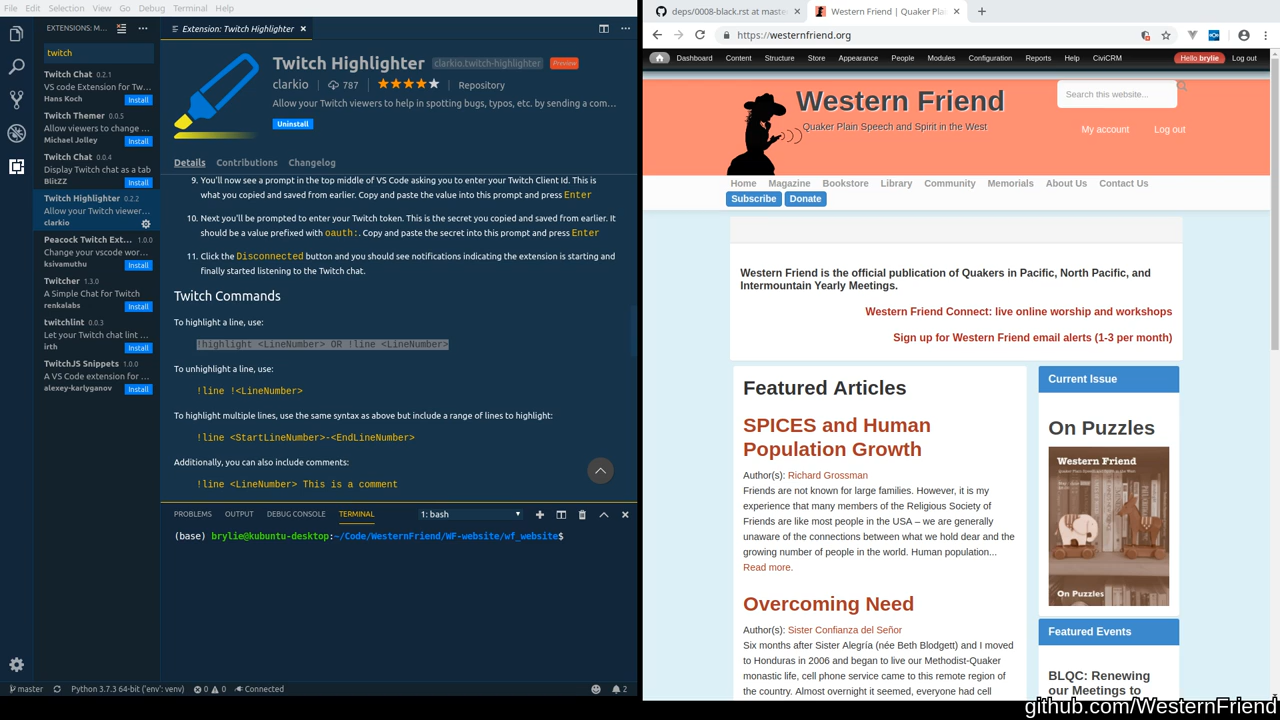 File Edit Selection View Go Debug Terminal Help
EXTENSIONS: M...
twitch
Twitch Chat 0.2.1
VS code Extension for Tw...
Hans Koch Install
Twitch Themer 0.0.5
Allow viewers to change ...
Michael Jolley Install
Twitch Chat 0.0.4
Display Twitch chat as a tab
BlitZZ Install
Twitch Highlighter 0.2.2
Allow your Twitch viewer...
clarkio
Peacock Twitch Ext... 1.0.0
Change your vscode wor...
ksivamuthu Install
Twitcher 1.3.0
A Simple Chat for Twitch
renkalabs Install
twitchlint 0.0.3
Let your Twitch chat lint ...
irth Install
TwitchJS Snippets 1.0.0
A VS Code extension for ...
alexey-karlyganov Install
Extension: Twitch Highlighter
Twitch Highlighter clarkio.twitch-highlighter Preview
clarkio 787 Repository
Allow your Twitch viewers to help in spotting bugs, typos, etc. by sending a com...
Uninstall
Details Contributions Changelog
9. You'll now see a prompt in the top middle of VS Code asking you to enter your Twitch Client Id. This is
what you copied and saved from earlier. Copy and paste the value into this prompt and press Enter
10. Next you'll be prompted to enter your Twitch token. This is the secret you copied and saved from earlier. It
should be a value prefixed with oauth:. Copy and paste the secret into this prompt and press Enter
11. Click the Disconnected button and you should see notifications indicating the extension is starting and
finally started listening to the Twitch chat.
Twitch Commands
To highlight a line, use:
!highlight <LineNumber> OR !line <LineNumber>
To unhighlight a line, use:
!line !<LineNumber>
To highlight multiple lines, use the same syntax as above but include a range of lines to highlight:
!line <StartLineNumber>-<EndLineNumber>
Additionally, you can also include comments:
!line <LineNumber> This is a comment
PROBLEMS OUTPUT DEBUG CONSOLE TERMINAL 1: bash
(base) brylie@kubuntu-desktop:~/Code/WesternFriend/WF-website/wf_website$
master Python 3.7.3 64-bit ('env': venv) 0 0 Connected 2
deps/0008-black.rst at maste
Western Friend | Quaker Plai
https://westernfriend.org
Dashboard Content Structure Store Appearance People Modules Configuration Reports Help CiviCRM Hello brylie Log out
Western Friend
Quaker Plain Speech and Spirit in the West
Search this website...
My account Log out
Home Magazine Bookstore Library Community Memorials About Us Contact Us
Subscribe Donate
Western Friend is the official publication of Quakers in Pacific, North Pacific, and
Intermountain Yearly Meetings.
Western Friend Connect: live online worship and workshops
Sign up for Western Friend email alerts (1-3 per month)
Featured Articles
SPICES and Human
Population Growth
Author(s): Richard Grossman
Friends are not known for large families. However, it is my
experience that many members of the Religious Society of
Friends are like most people in the USA – we are generally
unaware of the connections between what we hold dear and the
growing number of people in the world. Human population...
Read more.
Overcoming Need
Author(s): Sister Confianza del Señor
Six months after Sister Alegría (née Beth Blodgett) and I moved
to Honduras in 2006 and began to live our Methodist-Quaker
monastic life, cell phone service came to this remote region of
the country. Almost overnight it seemed, everyone had cell
Current Issue
On Puzzles
Western Friend
On Puzzles
Featured Events
BLQC: Renewing
our Meetings to
github.com/WesternFriend